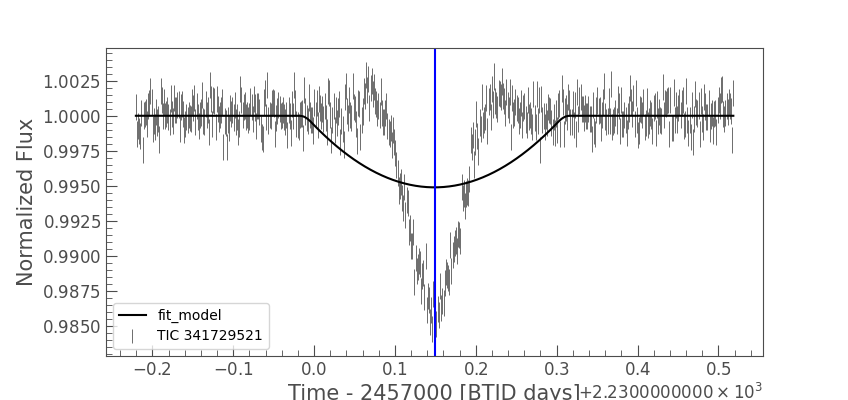 Normalized Flux
1.0025
1.0000
0.9975
0.9950
0.9925
0.9900
0.9875
0.9850
fit_model
TIC 341729521
−0.2 −0.1 0.0 0.1 0.2 0.3 0.4 0.5
Time - 2457000 [BTJD days] +2.2300000000 × 10³